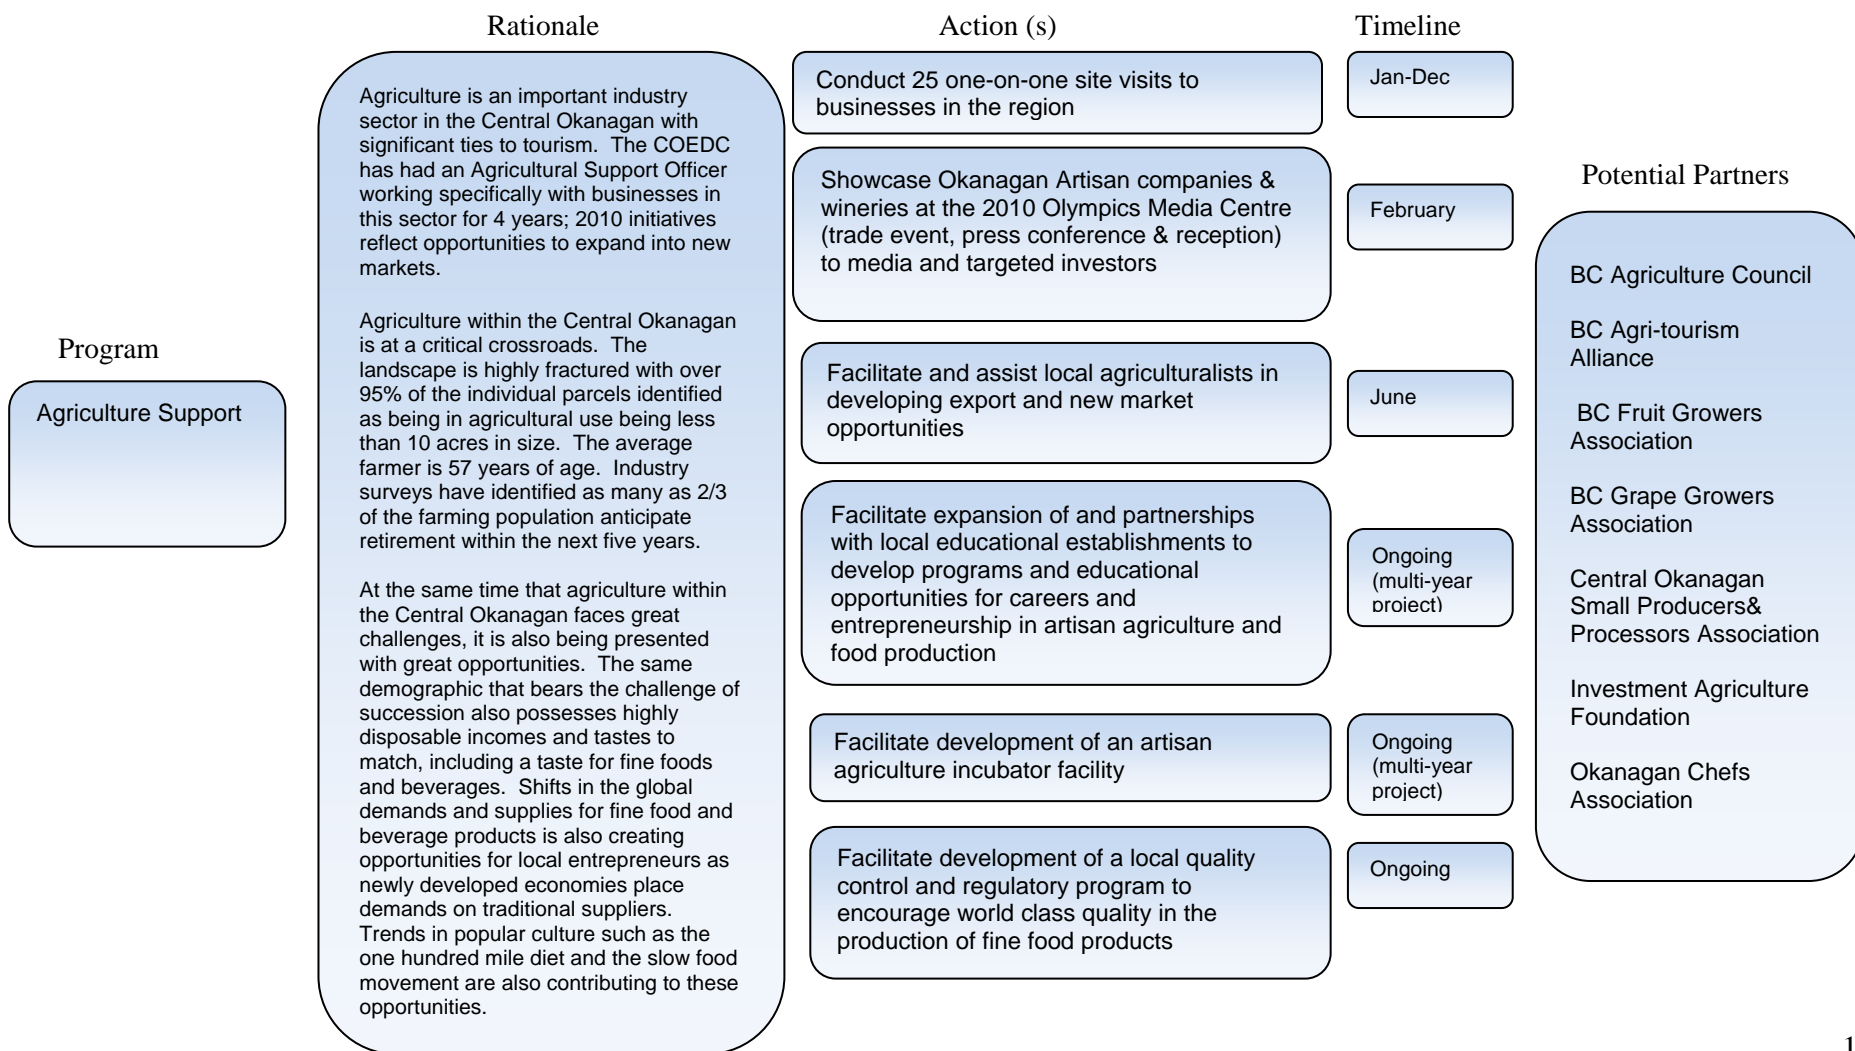 Program
Agriculture Support
Rationale
Agriculture is an important industry
sector in the Central Okanagan with
significant ties to tourism.  The COEDC
has had an Agricultural Support Officer
working specifically with businesses in
this sector for 4 years; 2010 initiatives
reflect opportunities to expand into new
markets.
Agriculture within the Central Okanagan
is at a critical crossroads.  The
landscape is highly fractured with over
95% of the individual parcels identified
as being in agricultural use being less
than 10 acres in size.  The average
farmer is 57 years of age.  Industry
surveys have identified as many as 2/3
of the farming population anticipate
retirement within the next five years.
At the same time that agriculture within
the Central Okanagan faces great
challenges, it is also being presented
with great opportunities.  The same
demographic that bears the challenge of
succession also possesses highly
disposable incomes and tastes to
match, including a taste for fine foods
and beverages.  Shifts in the global
demands and supplies for fine food and
beverage products is also creating
opportunities for local entrepreneurs as
newly developed economies place
demands on traditional suppliers.
Trends in popular culture such as the
one hundred mile diet and the slow food
movement are also contributing to these
opportunities.
Action (s)
Timeline
Conduct 25 one-on-one site visits to
businesses in the region
Jan-Dec
Showcase Okanagan Artisan companies &
wineries at the 2010 Olympics Media Centre
(trade event, press conference & reception)
to media and targeted investors
February
Facilitate and assist local agriculturalists in
developing export and new market
opportunities
June
Facilitate expansion of and partnerships
with local educational establishments to
develop programs and educational
opportunities for careers and
entrepreneurship in artisan agriculture and
food production
Ongoing
(multi-year
project)
Facilitate development of an artisan
agriculture incubator facility
Ongoing
(multi-year
project)
Facilitate development of a local quality
control and regulatory program to
encourage world class quality in the
production of fine food products
Ongoing
Potential Partners
BC Agriculture Council
BC Agri-tourism
Alliance
BC Fruit Growers
Association
BC Grape Growers
Association
Central Okanagan
Small Producers&
Processors Association
Investment Agriculture
Foundation
Okanagan Chefs
Association
1